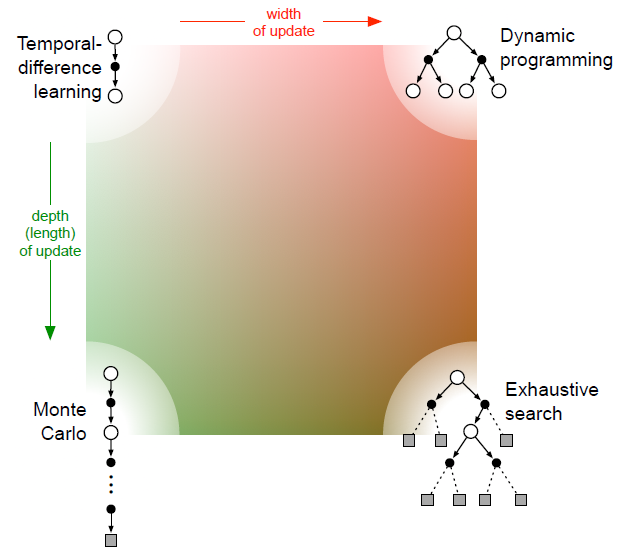 width
of update
Temporal-
difference
learning
Dynamic
programming
depth
(length)
of update
Monte
Carlo
Exhaustive
search